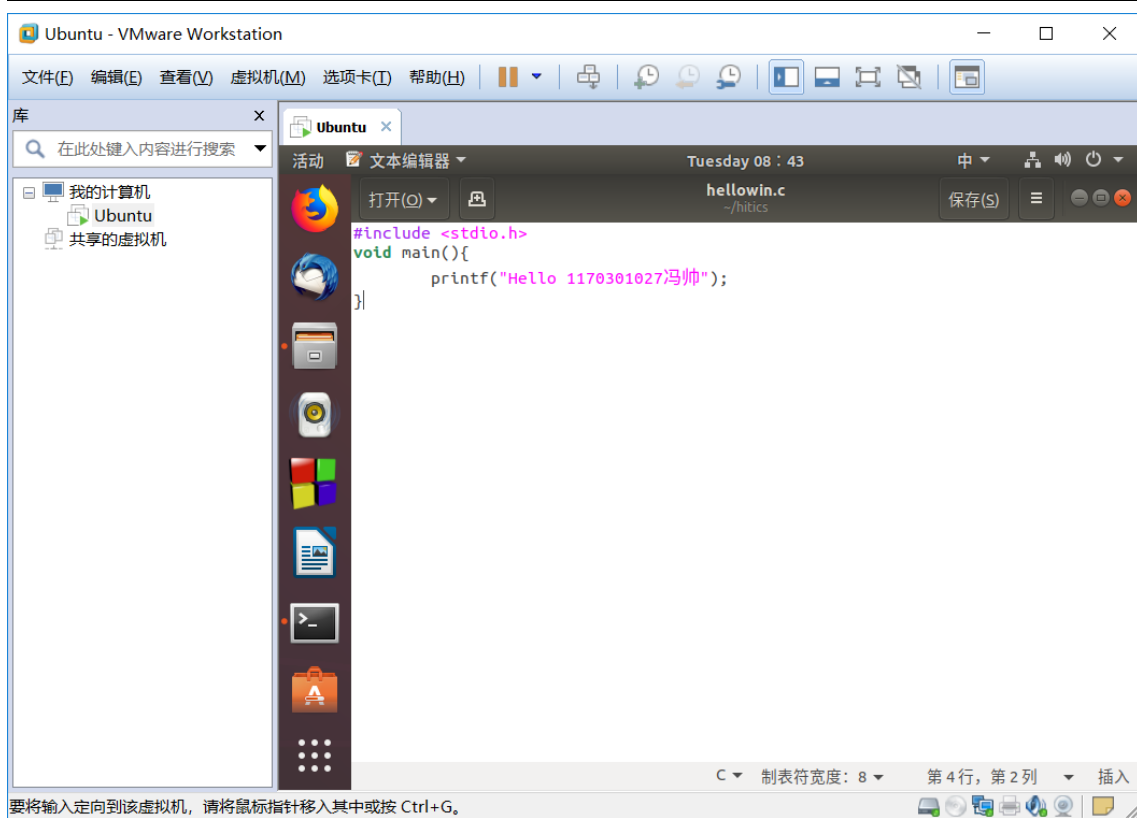 Ubuntu - VMware Workstation
文件(F) 编辑(E) 查看(V) 虚拟机(M) 选项卡(T) 帮助(H)
库
在此处键入内容进行搜索
我的计算机
Ubuntu
共享的虚拟机
Ubuntu
活动 文本编辑器 Tuesday 08：43 中
打开(O) hellowin.c 保存(S)
~/hitics
#include <stdio.h>
void main(){
printf("Hello 1170301027冯帅");
}
C 制表符宽度：8 第 4 行，第 2 列 插入
要将输入定向到该虚拟机，请将鼠标指针移入其中或按 Ctrl+G。